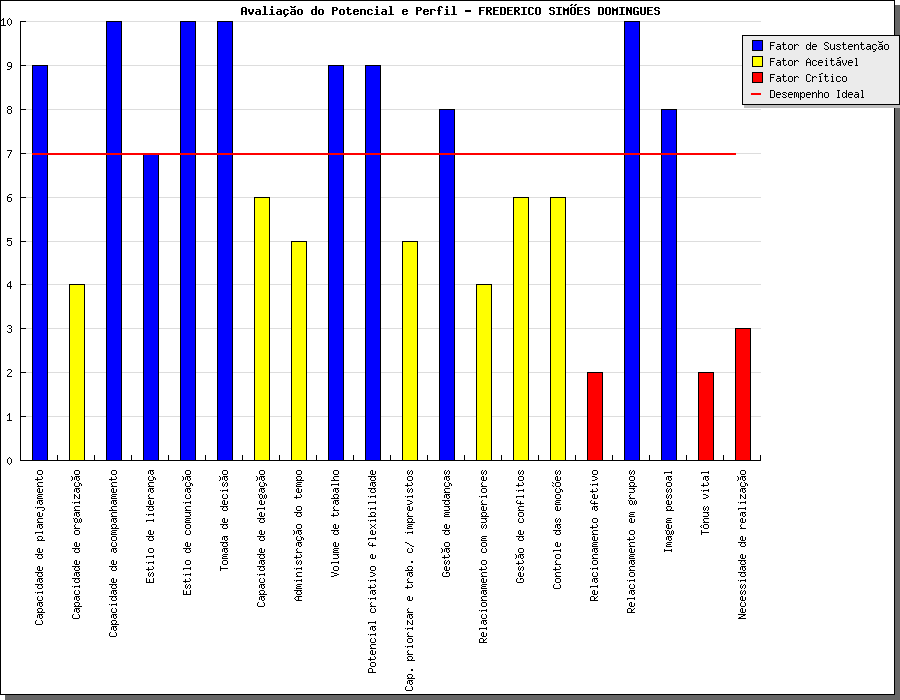 Avaliação do Potencial e Perfil - FREDERICO SIMÕES DOMINGUES
Fator de Sustentação
Fator Aceitável
Fator Crítico
Desempenho Ideal
10
9
8
7
6
5
4
3
2
1
0
Capacidade de planejamento
Capacidade de organização
Capacidade de acompanhamento
Estilo de liderança
Estilo de comunicação
Tomada de decisão
Capacidade de delegação
Administração do tempo
Volume de trabalho
Potencial criativo e flexibilidade
Cap. priorizar e trab. c/ imprevistos
Gestão de mudanças
Relacionamento com superiores
Gestão de conflitos
Controle das emoções
Relacionamento afetivo
Relacionamento em grupos
Imagem pessoal
Tônus vital
Necessidade de realização